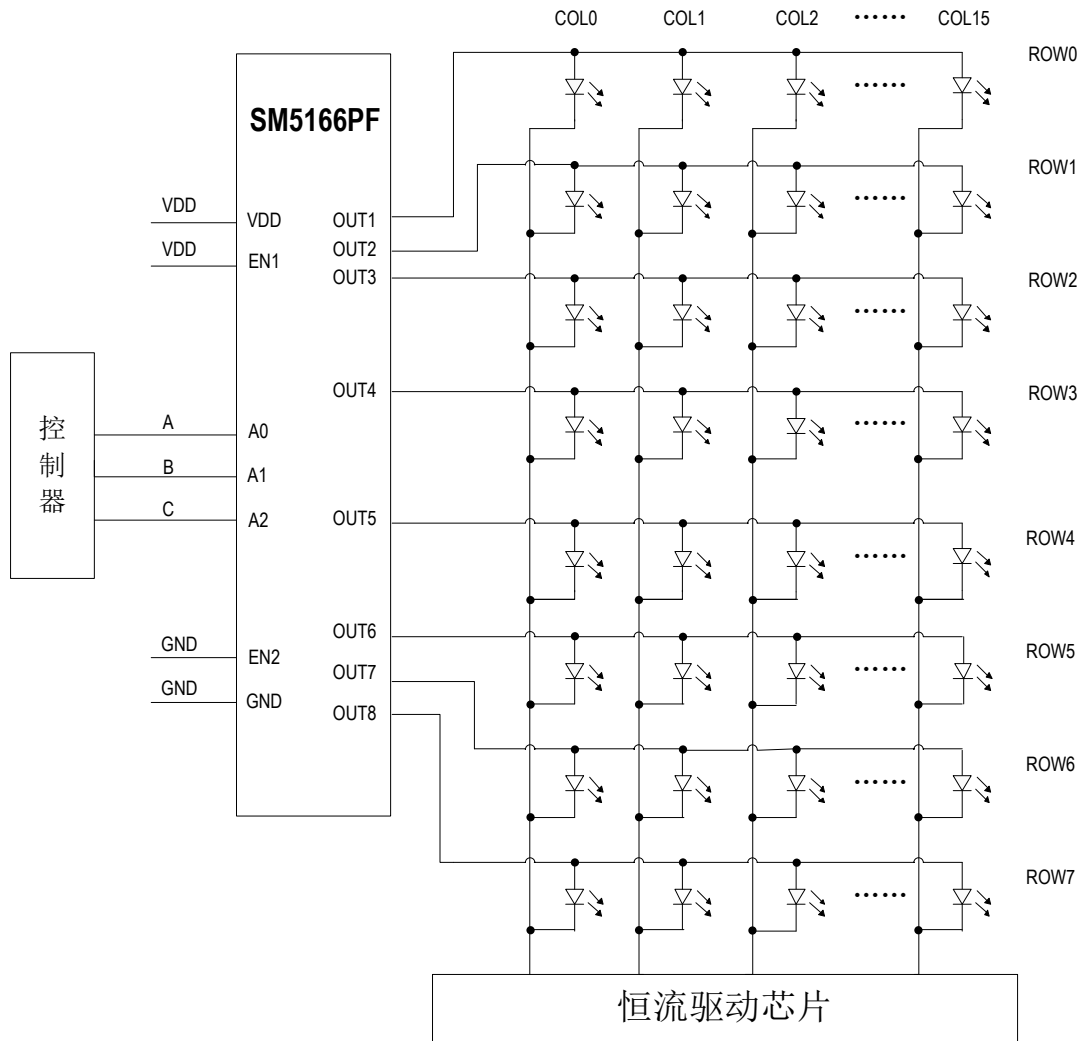 COL0 COL1 COL2 •••••• COL15
ROW0
••••••
SM5166PF
ROW1
••••••
VDD
VDD
OUT1
VDD
EN1
OUT2
OUT3
ROW2
••••••
OUT4
ROW3
••••••
控制器
A
A0
B
A1
C
A2
OUT5
ROW4
••••••
OUT6
ROW5
GND
EN2
OUT7
••••••
GND
GND
OUT8
ROW6
••••••
ROW7
••••••
恒流驱动芯片